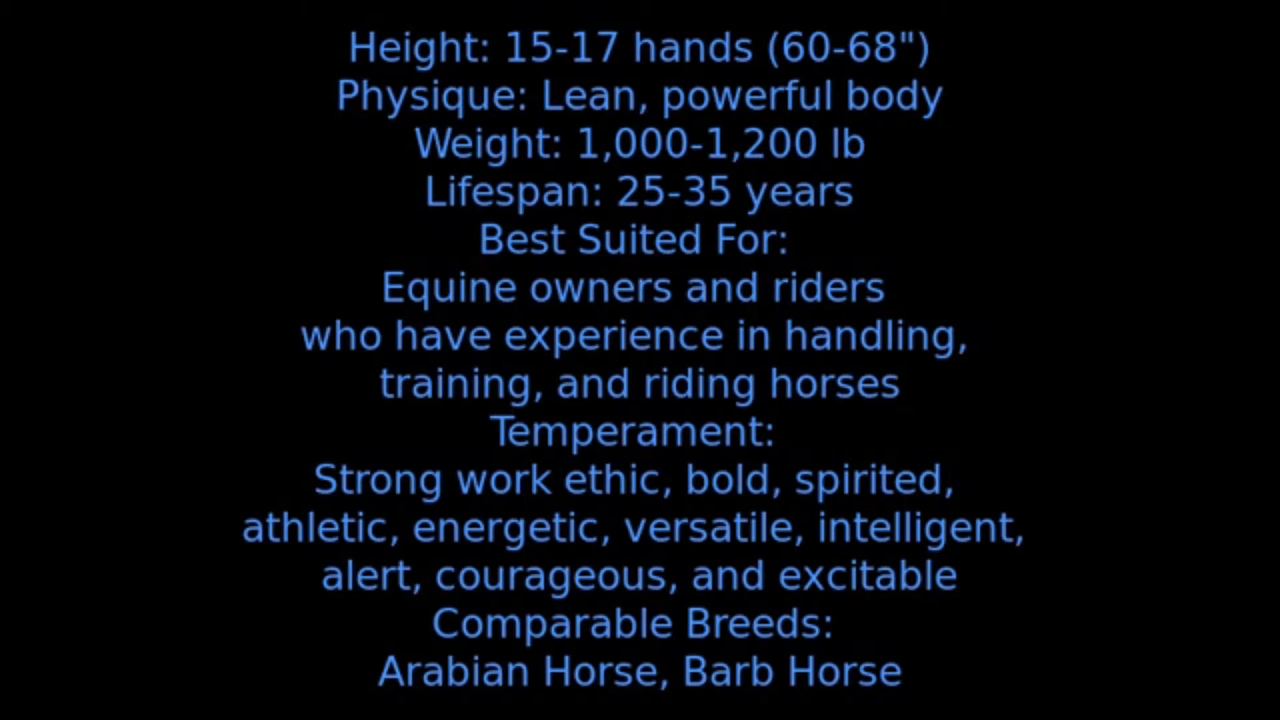 Height: 15-17 hands (60-68")
Physique: Lean, powerful body
Weight: 1,000-1,200 lb
Lifespan: 25-35 years
Best Suited For:
Equine owners and riders
who have experience in handling,
training, and riding horses
Temperament:
Strong work ethic, bold, spirited,
athletic, energetic, versatile, intelligent,
alert, courageous, and excitable
Comparable Breeds:
Arabian Horse, Barb Horse